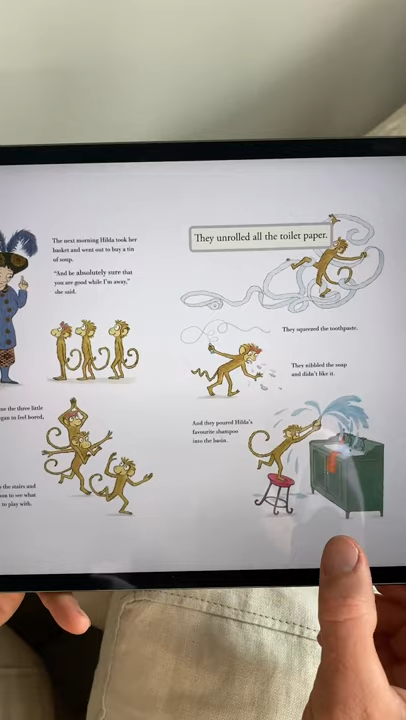 The next morning Hilda took her
basket and went out to buy a tin
of soup.
"And be absolutely sure that
you are good while I'm away,"
she said.
the three little
to feel bored,
the stairs and
to see what
to play with.
They unrolled all the toilet paper.
They squeezed the toothpaste.
They nibbled the soap
and didn't like it.
And they poured Hilda's
favourite shampoo
into the basin.